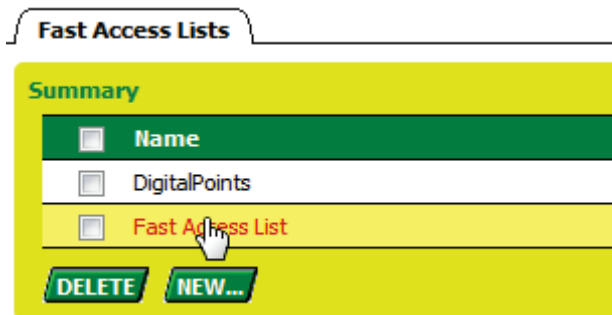 Fast Access Lists
Summary
Name
DigitalPoints
Fast Access List
DELETE NEW...